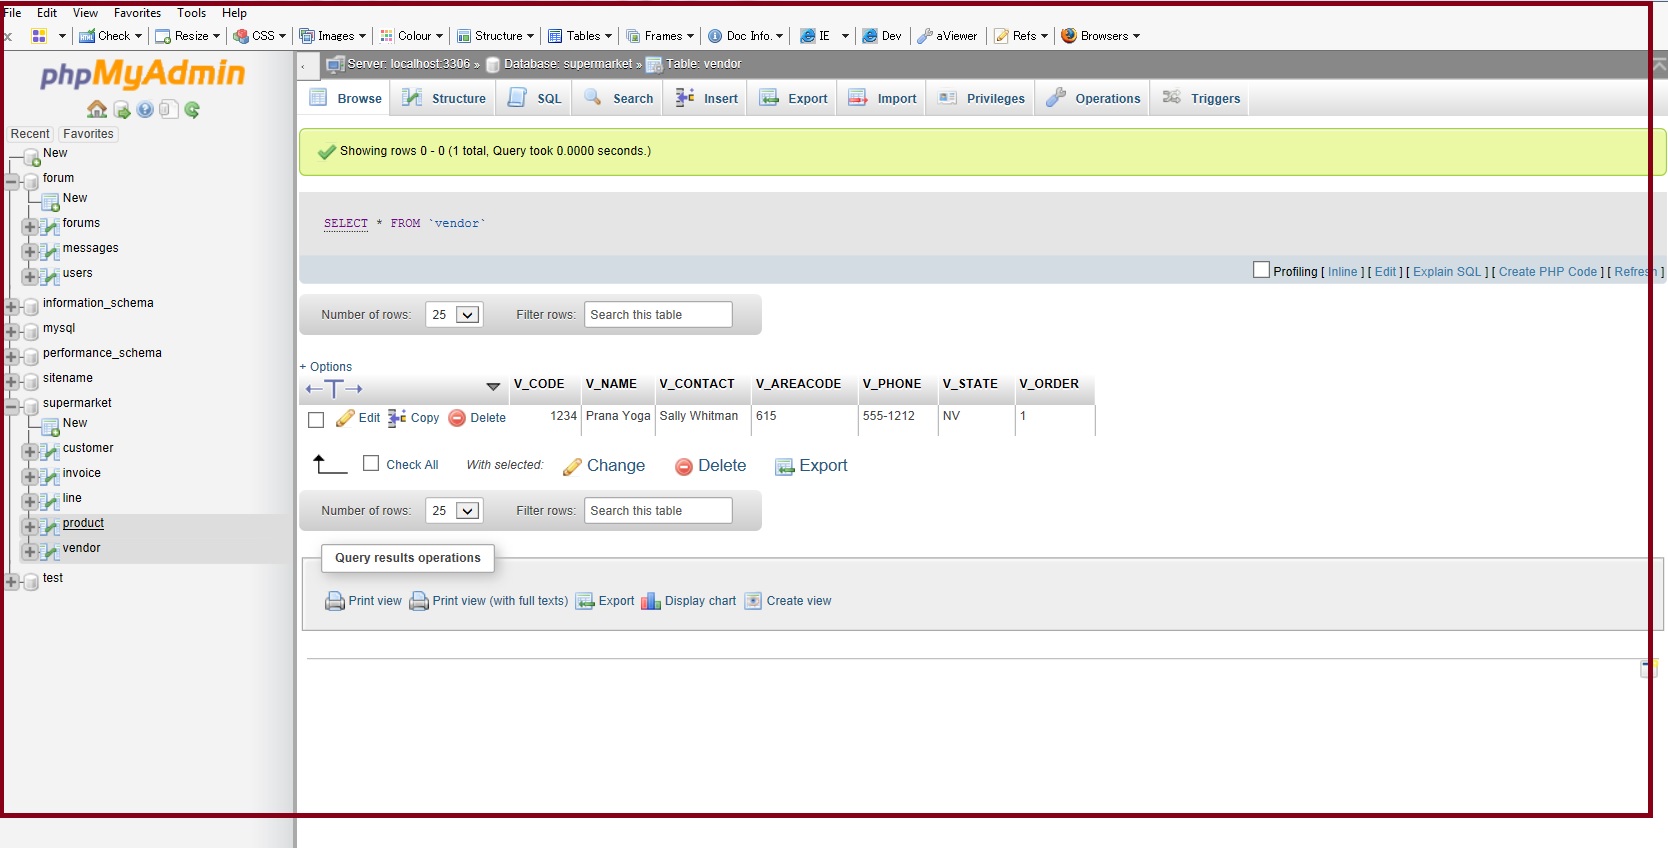 File Edit View Favorites Tools Help
x Check Resize CSS Images Colour Structure Tables Frames Doc Info. IE Dev aViewer Refs Browsers
phpMyAdmin
Server: localhost:3306 » Database: supermarket » Table: vendor
Browse Structure SQL Search Insert Export Import Privileges Operations Triggers
Recent Favorites
New
forum
New
forums
messages
users
information_schema
mysql
performance_schema
sitename
supermarket
New
customer
invoice
line
product
vendor
test
Showing rows 0 - 0 (1 total, Query took 0.0000 seconds.)
SELECT * FROM `vendor`
Profiling [ Inline ] [ Edit ] [ Explain SQL ] [ Create PHP Code ] [ Refresh ]
Number of rows: 25 Filter rows: Search this table
+ Options
V_CODE V_NAME V_CONTACT V_AREACODE V_PHONE V_STATE V_ORDER
Edit Copy Delete 1234 Prana Yoga Sally Whitman 615 555-1212 NV 1
Check All With selected: Change Delete Export
Number of rows: 25 Filter rows: Search this table
Query results operations
Print view Print view (with full texts) Export Display chart Create view